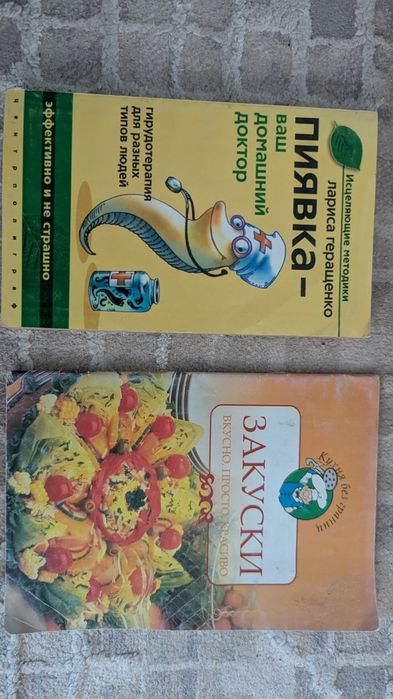 Исцеляющие методики
лариса геращенко
ПИЯВКА –
ваш
домашний
доктор
гирудотерапия
для разных
типов людей
эффективно и не страшно
центрполиграф
Кухня без границ
ЗАКУСКИ
ВКУСНО, ПРОСТО, КРАСИВО